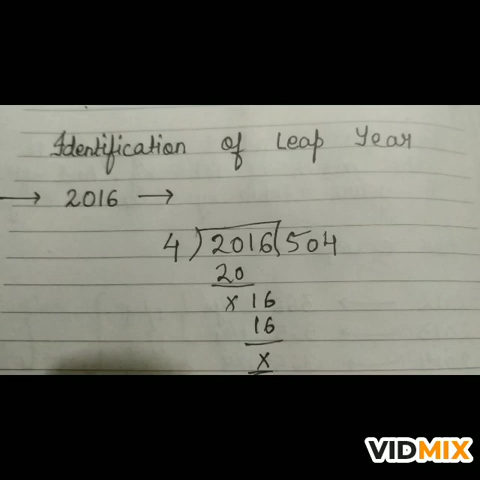 Identification of Leap Year
→ 2016 →
4)2016(504
20
x 16
16
x
VIDMIX